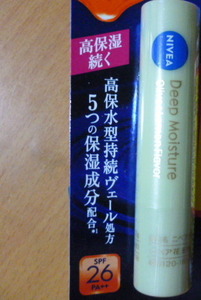 高保湿
続く
高保水型持続ヴェール処方
5つの保湿成分配合。*1
SPF
26
PA++
NIVEA
Deep Moisture